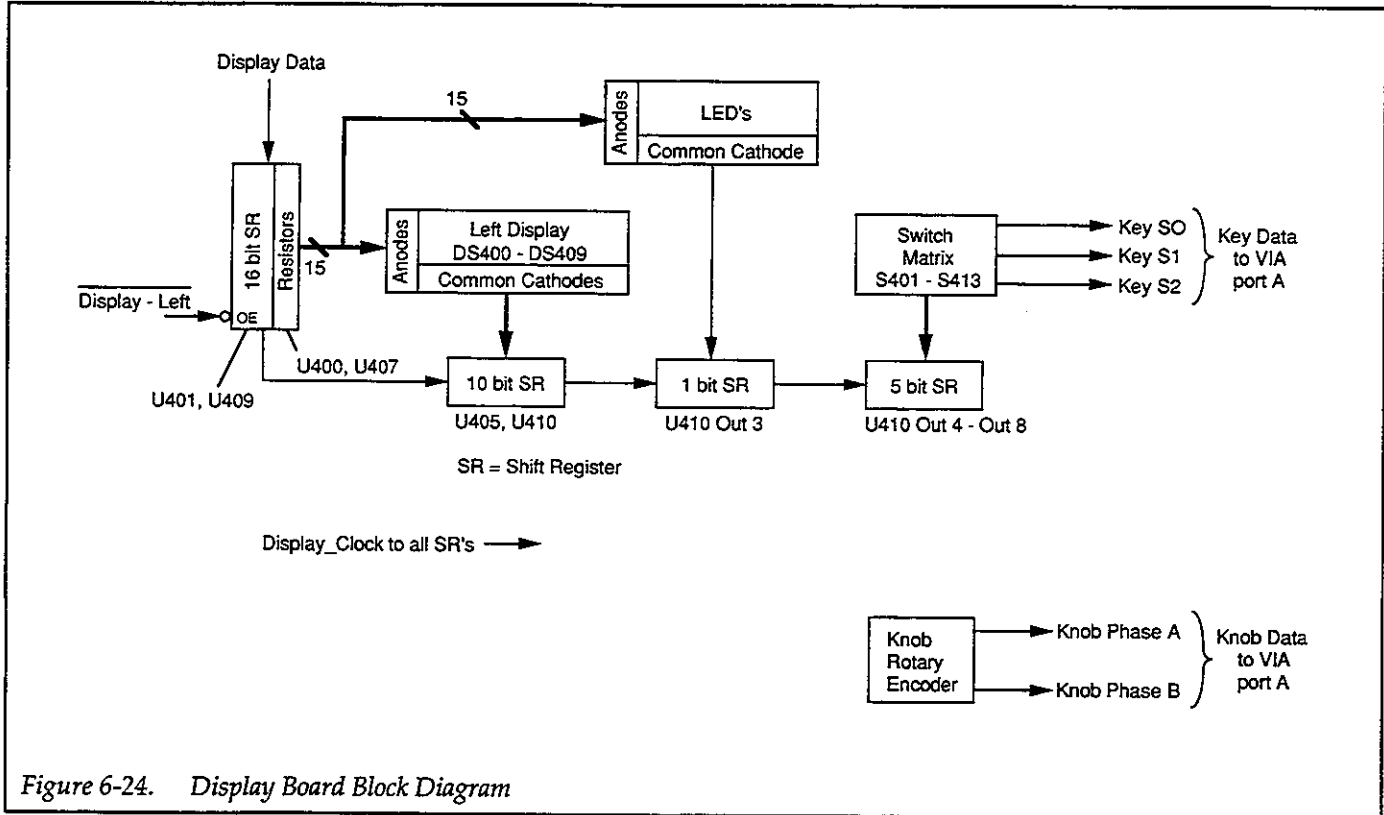 Display Data
15
Anodes
LED's
Common Cathode
16 bit SR
Resistors
15
Anodes
Left Display
DS400 - DS409
Common Cathodes
Switch
Matrix
S401 - S413
Key SO
Key S1
Key S2
Key Data
to VIA
port A
Display - Left
OE
U400, U407
U401, U409
10 bit SR
1 bit SR
5 bit SR
U405, U410
U410 Out 3
U410 Out 4 - Out 8
SR = Shift Register
Display_Clock to all SR's
Knob
Rotary
Encoder
Knob Phase A
Knob Phase B
Knob Data
to VIA
port A
Figure 6-24. Display Board Block Diagram